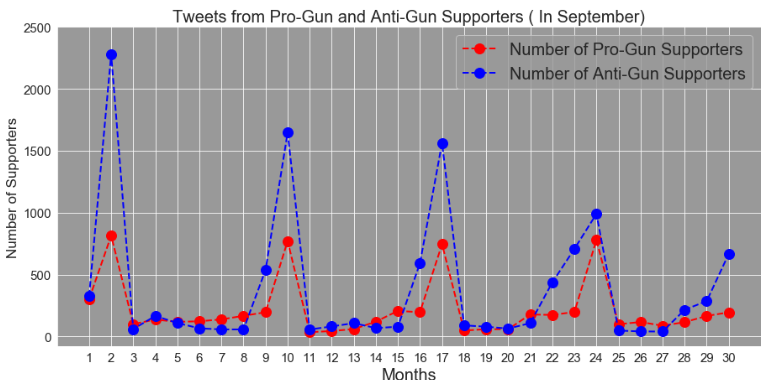 Tweets from Pro-Gun and Anti-Gun Supporters ( In September)
Number of Pro-Gun Supporters
Number of Anti-Gun Supporters
Number of Supporters
2500
2000
1500
1000
500
0
1 2 3 4 5 6 7 8 9 10 11 12 13 14 15 16 17 18 19 20 21 22 23 24 25 26 27 28 29 30
Months